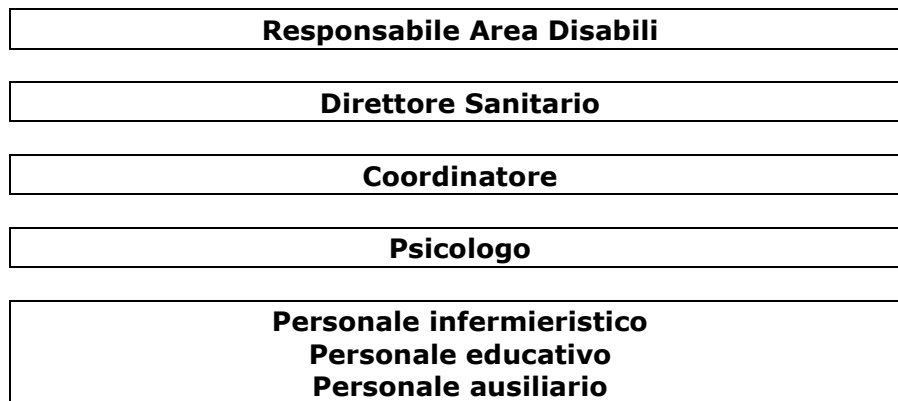 Responsabile Area Disabili
Direttore Sanitario
Coordinatore
Psicologo
Personale infermieristico
Personale educativo
Personale ausiliario